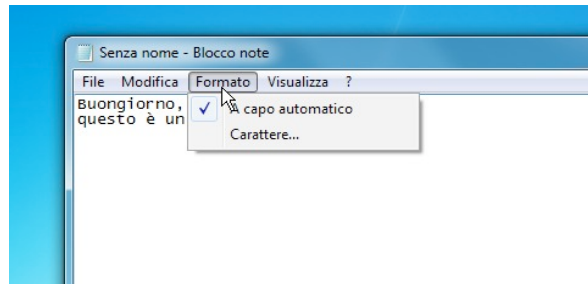 Senza nome - Blocco note
File Modifica Formato Visualizza ?
Buongiorno,
questo è un
A capo automatico
Carattere...